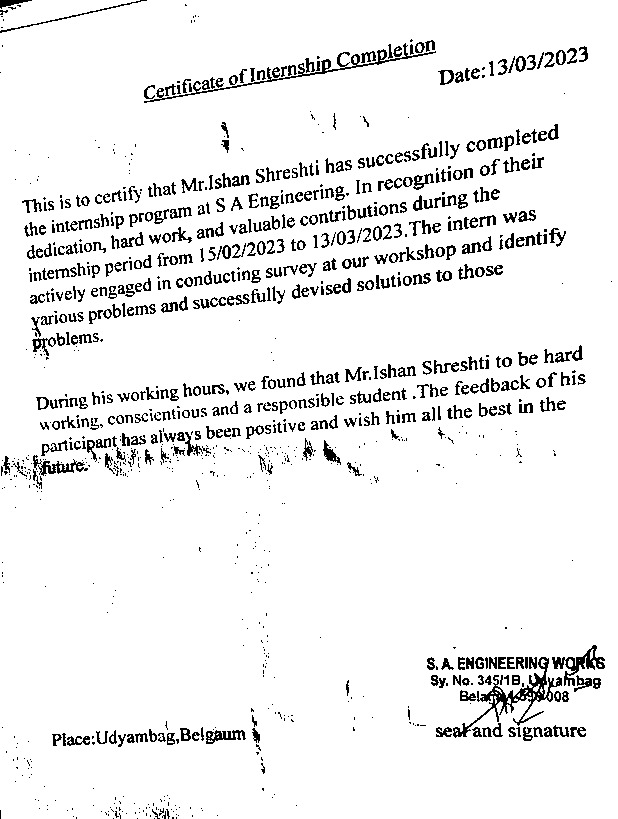 Certificate of Internship Completion
Date:13/03/2023
This is to certify that Mr.Ishan Shreshti has successfully completed
the internship program at S A Engineering. In recognition of their
dedication, hard work, and valuable contributions during the
internship period from 15/02/2023 to 13/03/2023.The intern was
actively engaged in conducting survey at our workshop and identify
various problems and successfully devised solutions to those
problems.
During his working hours, we found that Mr.Ishan Shreshti to be hard
working, conscientious and a responsible student .The feedback of his
participant has always been positive and wish him all the best in the
future.
S. A. ENGINEERING WORKS
Sy. No. 345/1B, Udyambag
Place:Udyambag,Belgaum
seal and signature